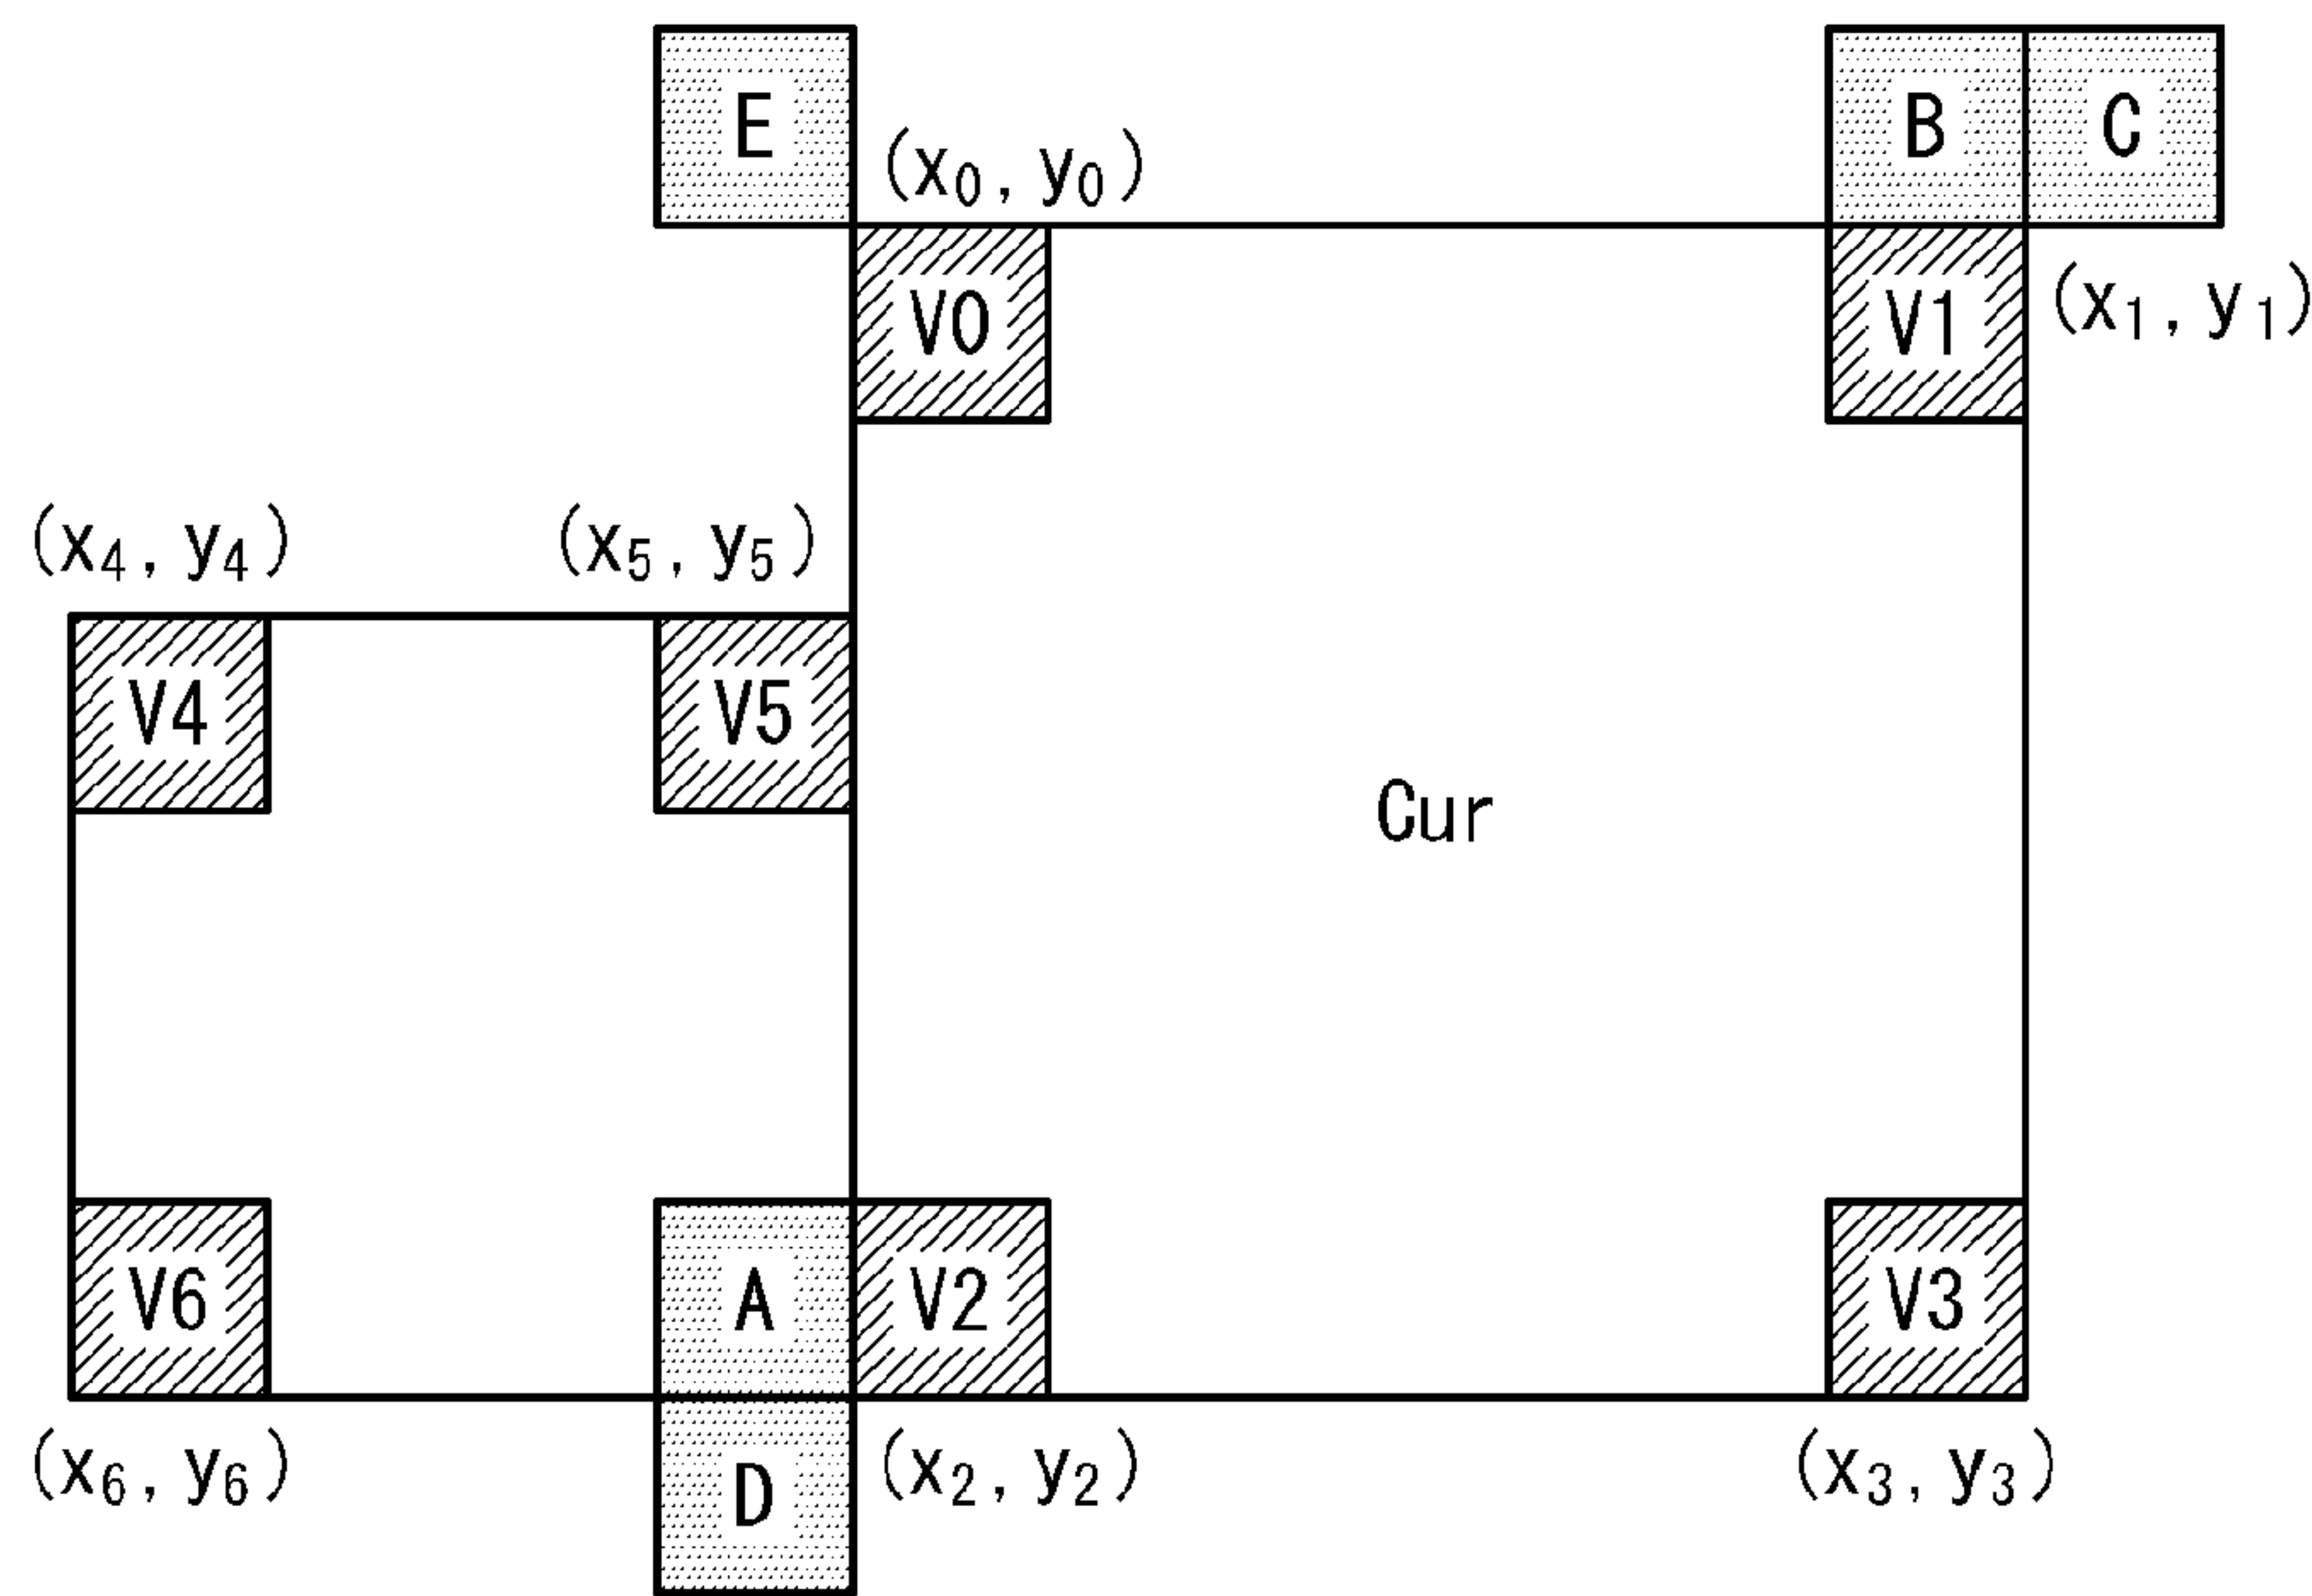 E B C
(x₀, y₀)
V0 V1 (x₁, y₁)
(x₄, y₄) (x₅, y₅)
V4 V5
Cur
V6 A V2 V3
(x₆, y₆) D (x₂, y₂) (x₃, y₃)